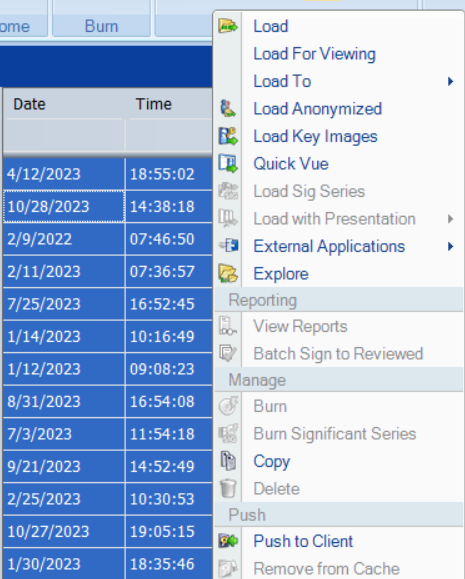 ome Burn
Date Time
4/12/2023 18:55:02
10/28/2023 14:38:18
2/9/2022 07:46:50
2/11/2023 07:36:57
7/25/2023 16:52:45
1/14/2023 10:16:49
1/12/2023 09:08:23
8/31/2023 16:54:08
7/3/2023 11:54:18
9/21/2023 14:52:49
2/25/2023 10:30:53
10/27/2023 19:05:15
1/30/2023 18:35:46
Load
Load For Viewing
Load To
Load Anonymized
Load Key Images
Quick Vue
Load Sig Series
Load with Presentation
External Applications
Explore
Reporting
View Reports
Batch Sign to Reviewed
Manage
Burn
Burn Significant Series
Copy
Delete
Push
Push to Client
Remove from Cache